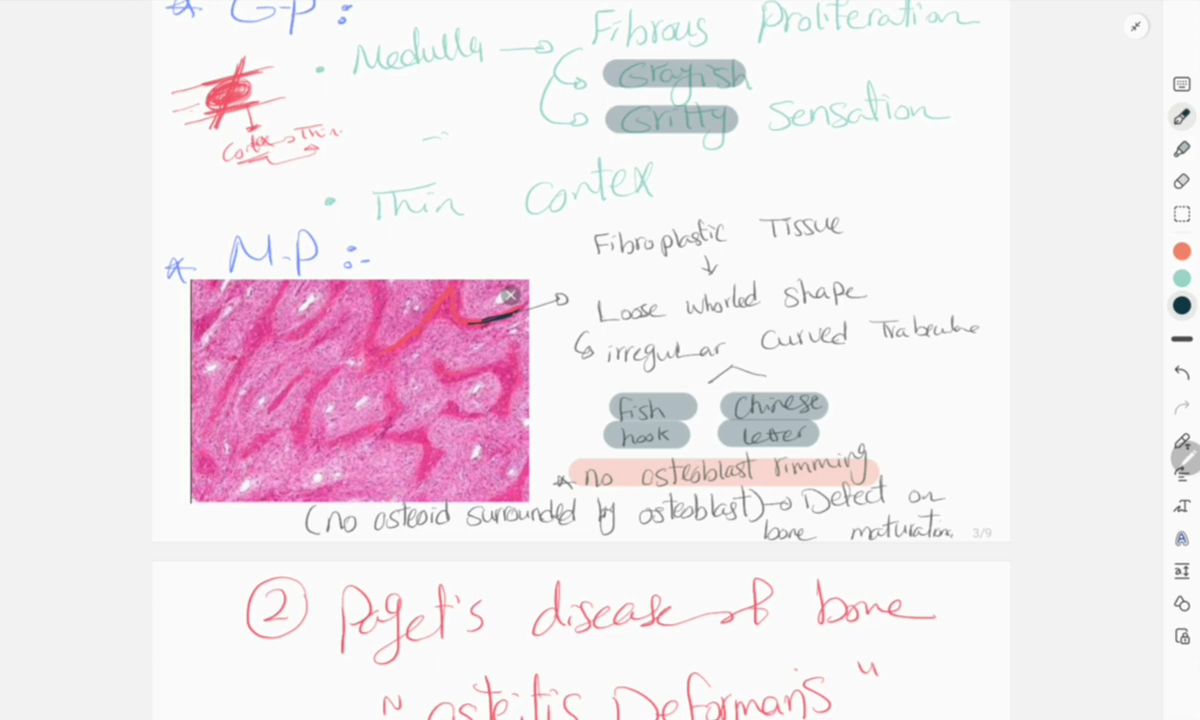 * G-P :
• Medulla → Fibrous Proliferation
Grayish
Gritty Sensation
Cortex → Thin
• Thin Cortex
* M-P :-
Fibroplastic Tissue
↓
Loose whorled shape
irregular curved Trabeculae
fish hook
Chinese letter
* no osteoblast rimming
(no osteoid surrounded by osteoblast) → Defect on
bone maturation
3/9
② Paget's disease of bone
"osteitis Deformans"